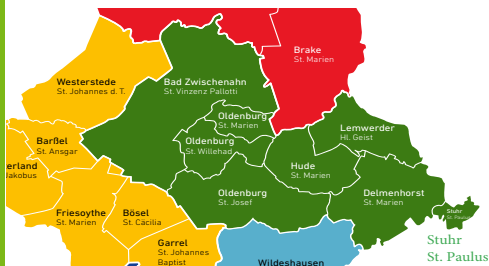 Brake
St. Marien
Westerstede
St. Johannes d. T.
Bad Zwischenahn
St. Vinzenz Pallotti
Oldenburg
St. Marien
Lemwerder
Hl. Geist
Barßel
St. Ansgar
Oldenburg
St. Willehad
erland
Jakobus
Hude
St. Marien
Oldenburg
St. Josef
Delmenhorst
St. Marien
Friesoythe
St. Marien
Bösel
St. Cäcilia
Stuhr
St. Paulus
Garrel
St. Johannes
Baptist
Stuhr
St. Paulus
Wildeshausen